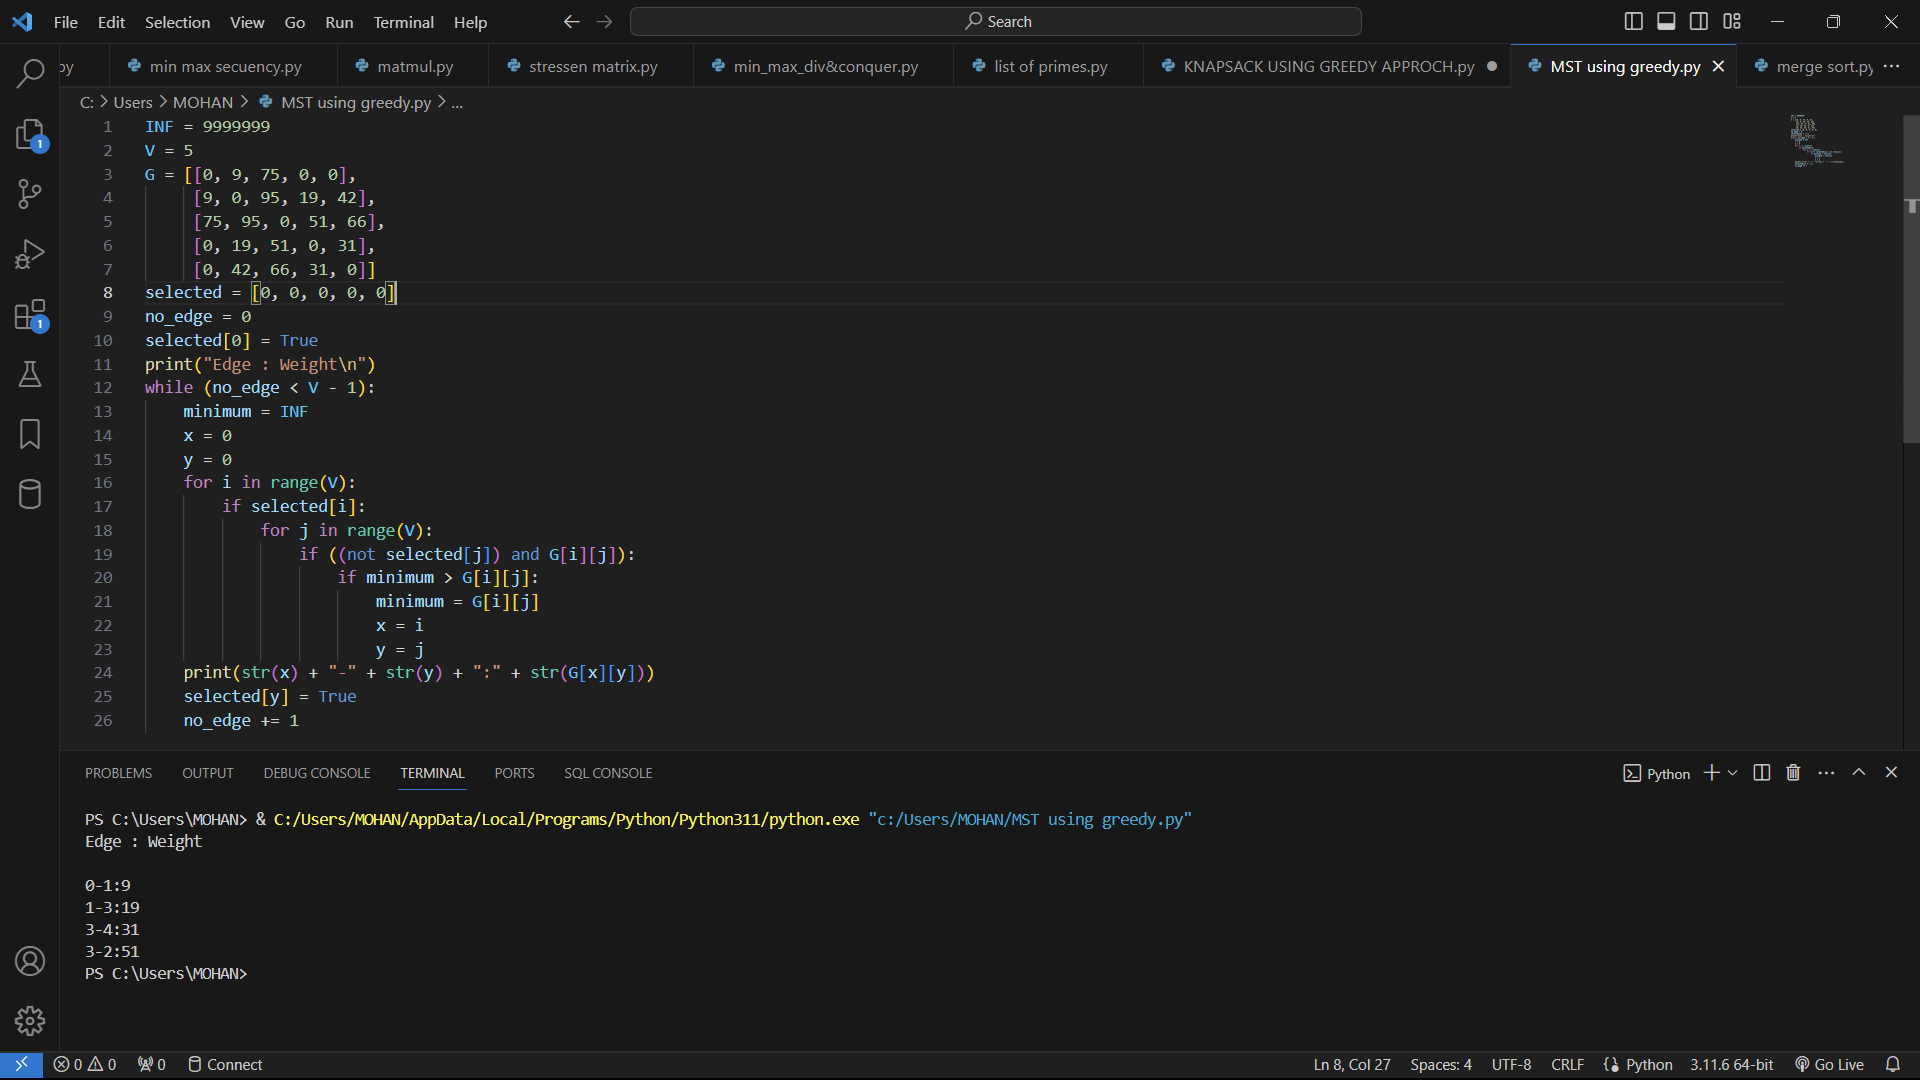 File Edit Selection View Go Run Terminal Help Search
py min max secuency.py matmul.py stressen matrix.py min_max_div&conquer.py list of primes.py KNAPSACK USING GREEDY APPROCH.py MST using greedy.py merge sort.py ...
C: > Users > MOHAN > MST using greedy.py > ...
1 INF = 9999999
2 V = 5
3 G = [[0, 9, 75, 0, 0],
4 [9, 0, 95, 19, 42],
5 [75, 95, 0, 51, 66],
6 [0, 19, 51, 0, 31],
7 [0, 42, 66, 31, 0]]
8 selected = [0, 0, 0, 0, 0]
9 no_edge = 0
10 selected[0] = True
11 print("Edge : Weight\n")
12 while (no_edge < V - 1):
13 minimum = INF
14 x = 0
15 y = 0
16 for i in range(V):
17 if selected[i]:
18 for j in range(V):
19 if ((not selected[j]) and G[i][j]):
20 if minimum > G[i][j]:
21 minimum = G[i][j]
22 x = i
23 y = j
24 print(str(x) + "-" + str(y) + ":" + str(G[x][y]))
25 selected[y] = True
26 no_edge += 1
1
1
PROBLEMS OUTPUT DEBUG CONSOLE TERMINAL PORTS SQL CONSOLE Python
PS C:\Users\MOHAN> & C:/Users/MOHAN/AppData/Local/Programs/Python/Python311/python.exe "c:/Users/MOHAN/MST using greedy.py"
Edge : Weight
0-1:9
1-3:19
3-4:31
3-2:51
PS C:\Users\MOHAN>
0 0 0 Connect Ln 8, Col 27 Spaces: 4 UTF-8 CRLF Python 3.11.6 64-bit Go Live